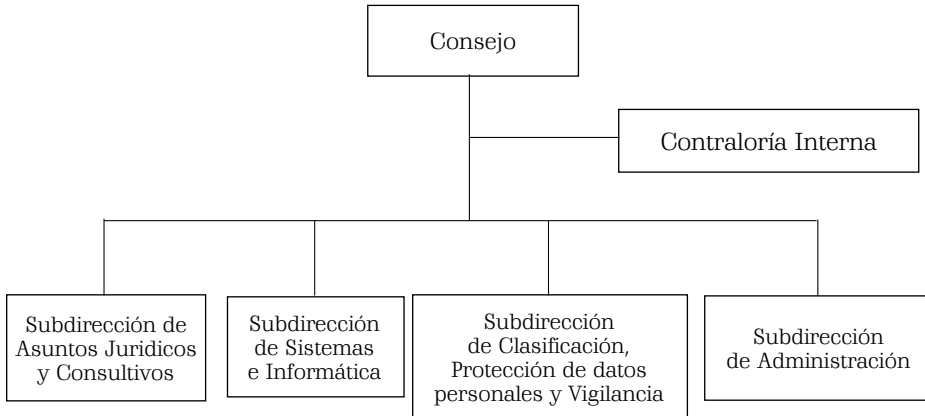 Consejo
Contraloría Interna
Subdirección de
Asuntos Juridicos
y Consultivos
Subdirección
de Sistemas
e Informática
Subdirección
de Clasificación,
Protección de datos
personales y Vigilancia
Subdirección
de Administración